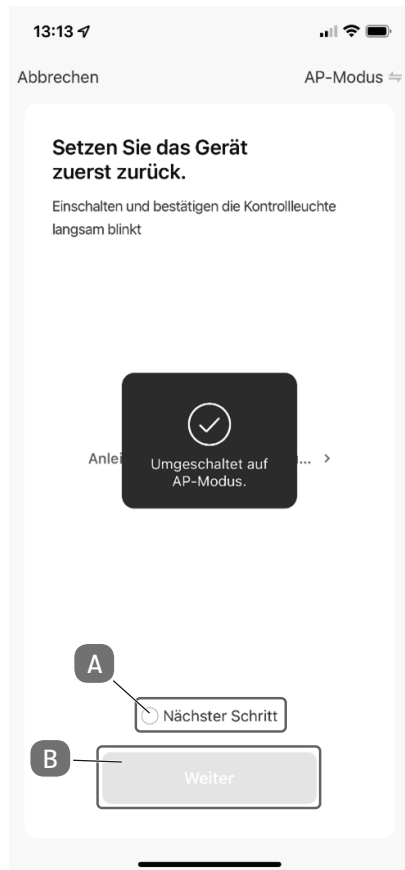 13:13
Abbrechen
AP-Modus
Setzen Sie das Gerät
zuerst zurück.
Einschalten und bestätigen die Kontrollleuchte
langsam blinkt
Umgeschaltet auf
Anlei
...
AP-Modus.
A
Nächster Schritt
B
Weiter